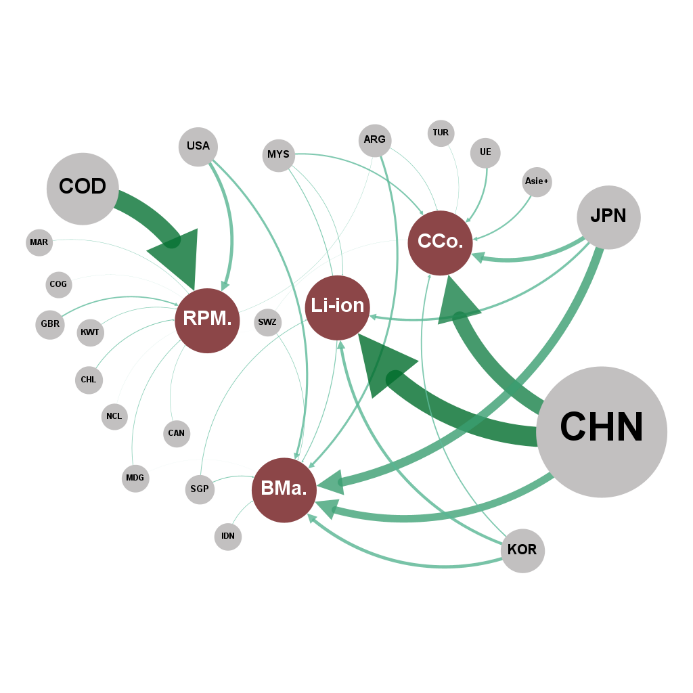 TUR
ARG
USA
UE
MYS
Asie+
COD
JPN
MAR
CCo.
COG
Li-ion
RPM.
SWZ
GBR
KWT
CHL
NCL
CHN
CAN
MDG
SGP
BMa.
IDN
KOR